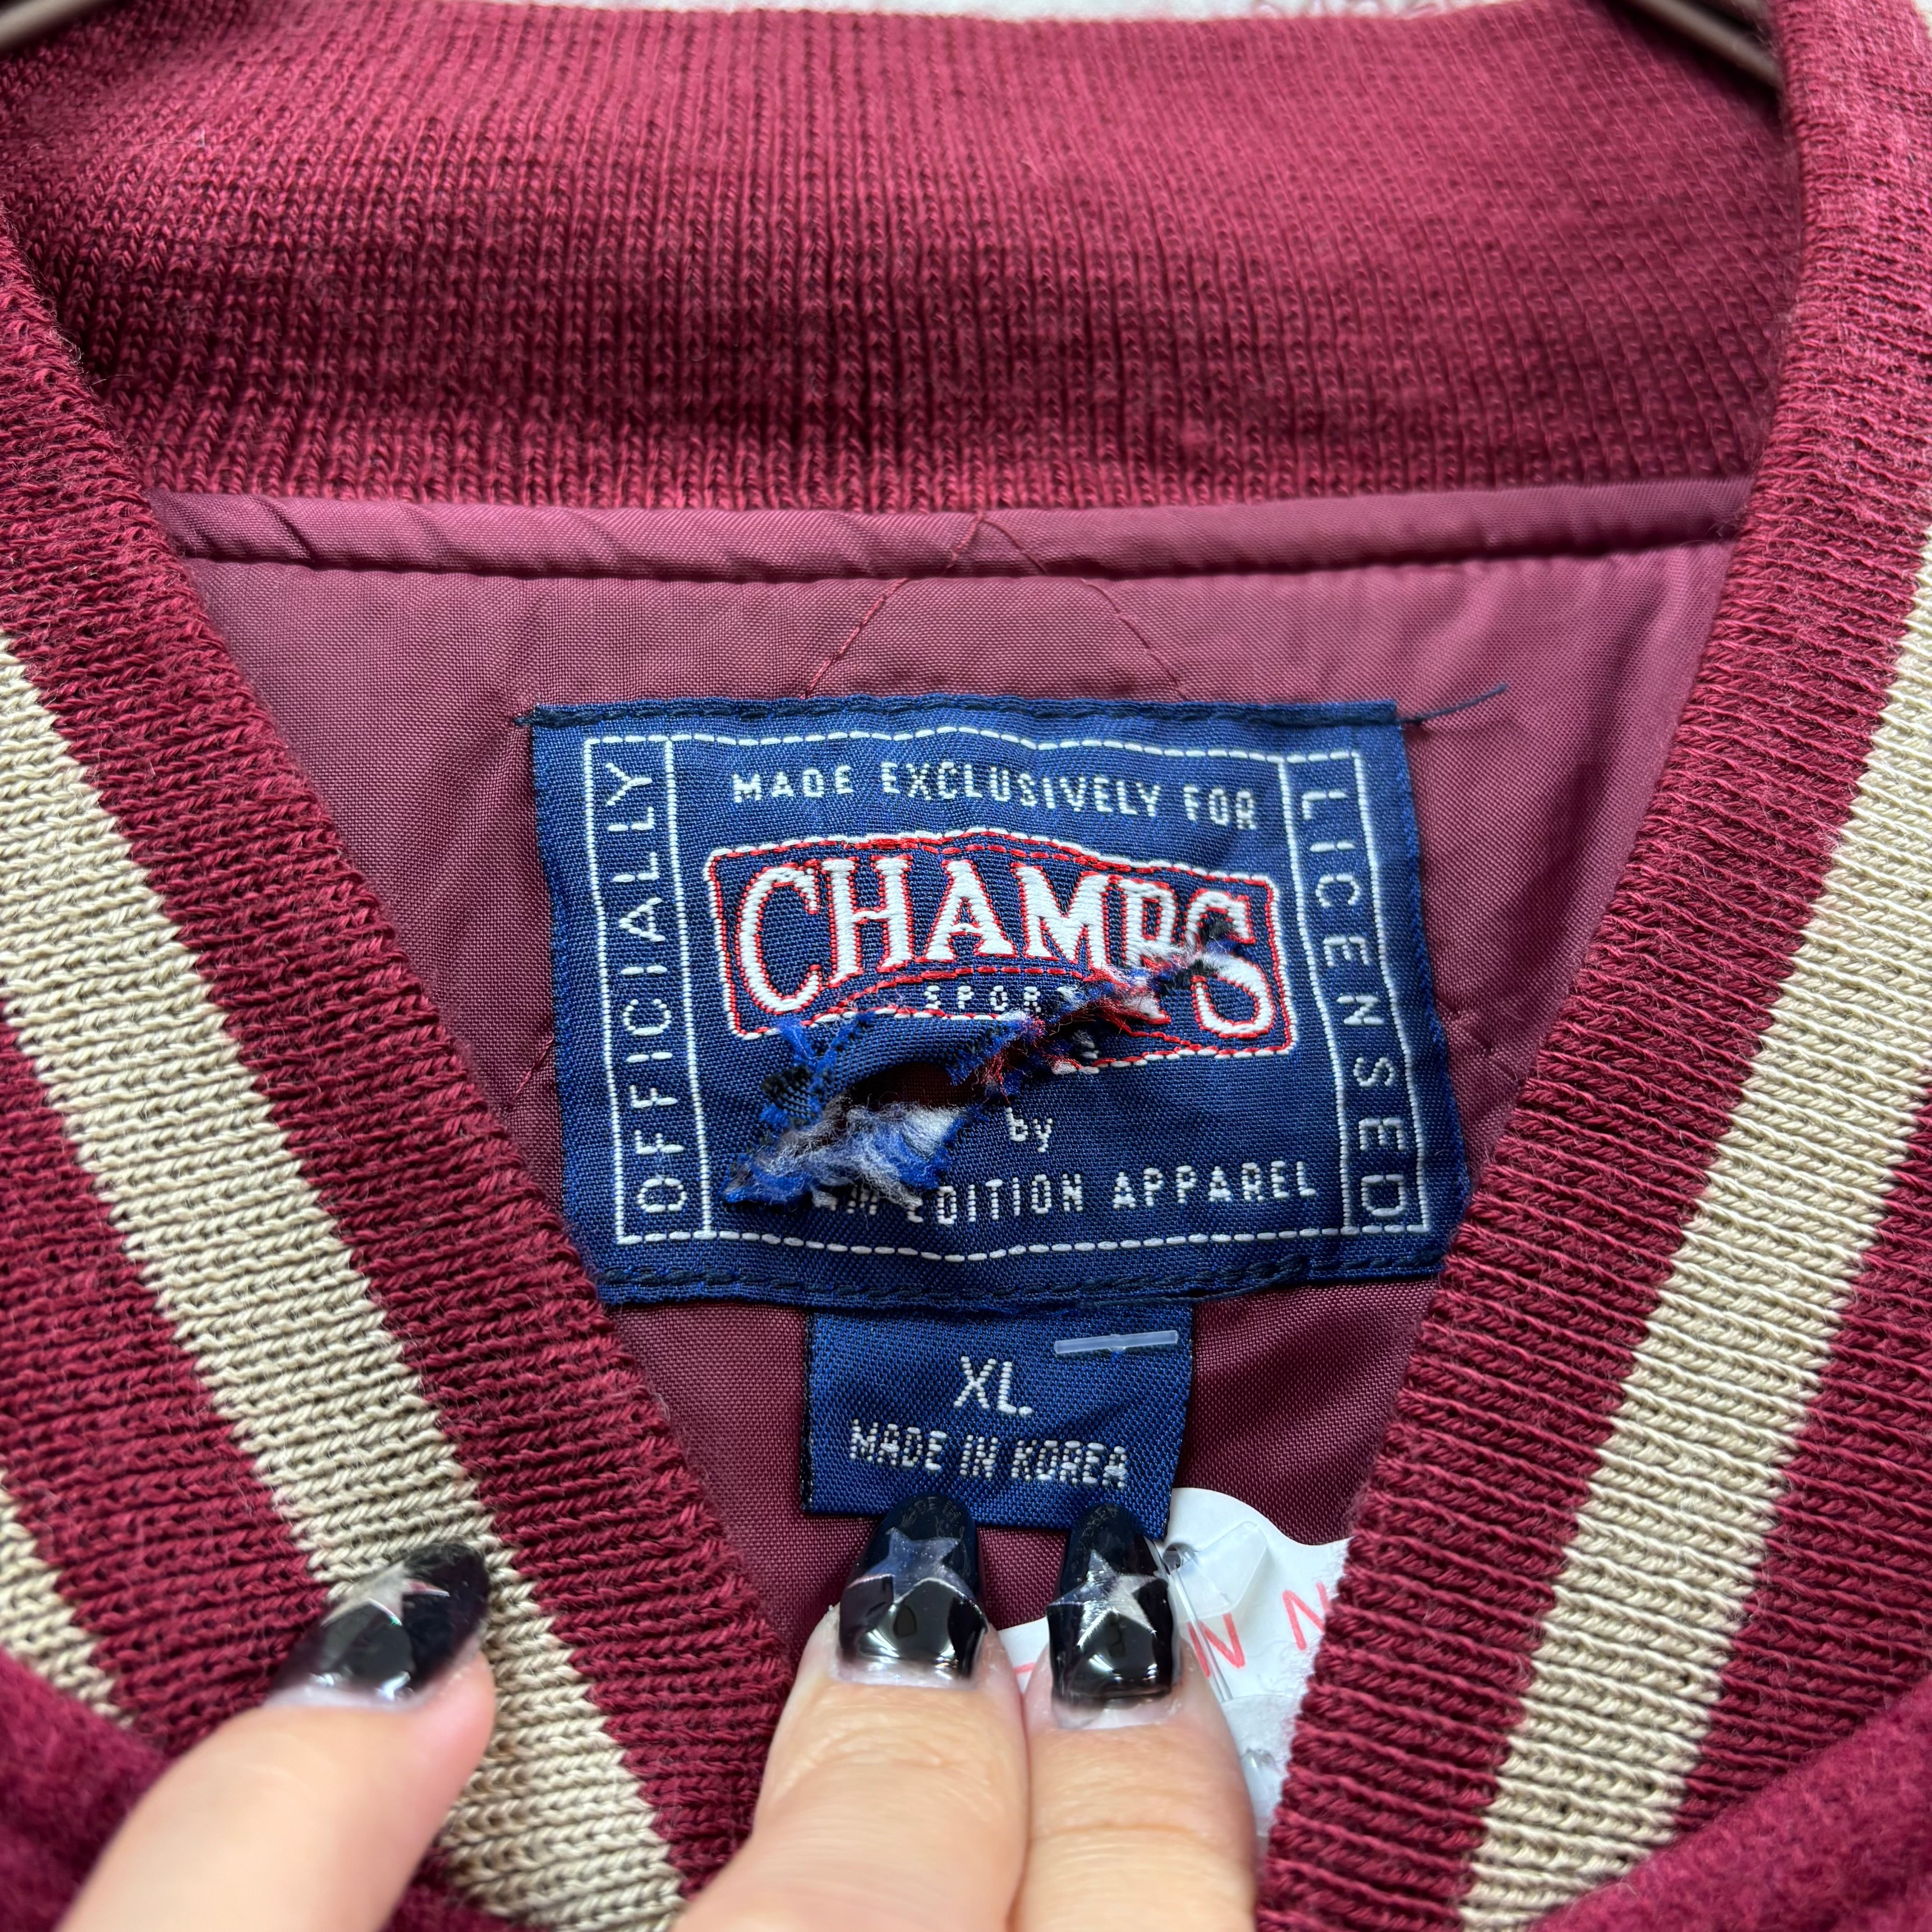 MADE EXCLUSIVELY FOR
OFFICIALLY
LICENSED
CHAMPS
by
EDITION APPAREL
XL
MADE IN KOREA